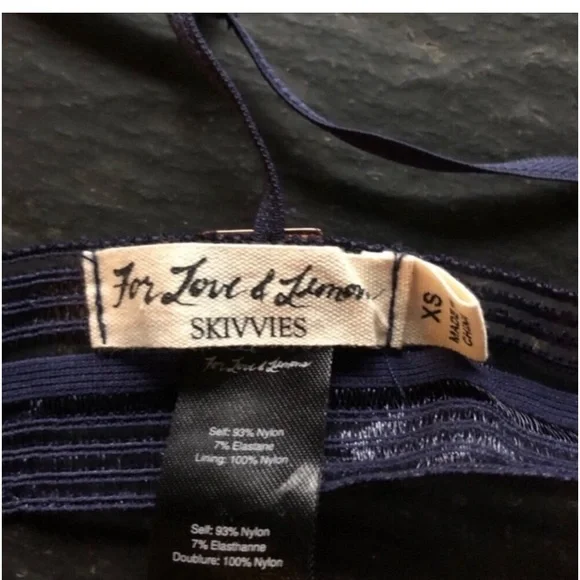 For Love & Lemons
SKIVVIES
XS
MADE IN
CHINA
For Love & Lemons
Self: 93% Nylon
7% Elastane
Lining: 100% Nylon
Self: 93% Nylon
7% Elasthanne
Doublure: 100% Nylon